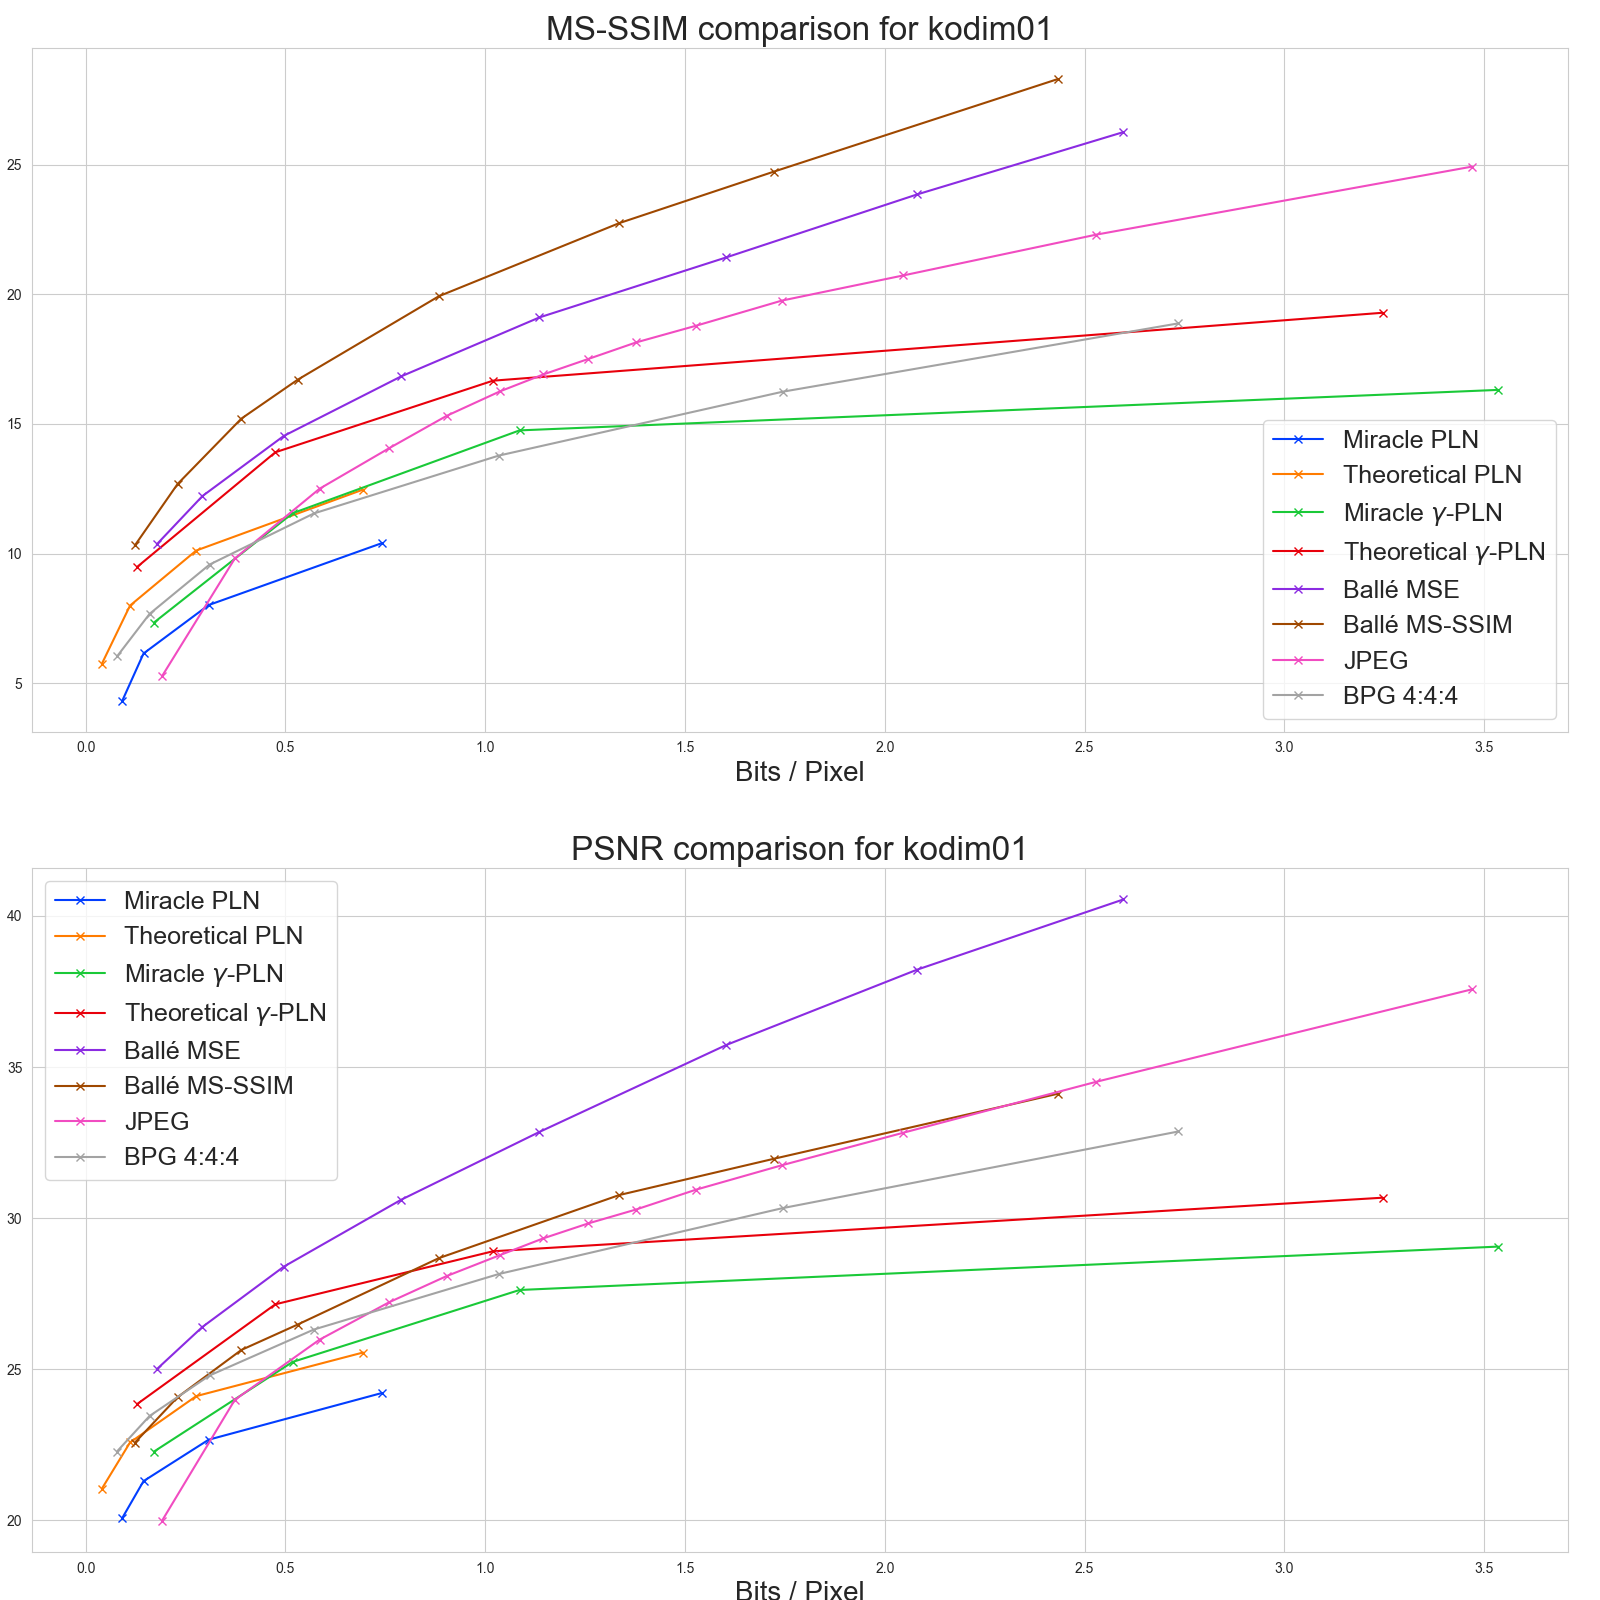 MS-SSIM comparison for kodim01
25
20
15
10
5
Miracle PLN
Theoretical PLN
Miracle γ-PLN
Theoretical γ-PLN
Ballé MSE
Ballé MS-SSIM
JPEG
BPG 4:4:4
0.0 0.5 1.0 1.5 2.0 2.5 3.0 3.5
Bits / Pixel
PSNR comparison for kodim01
40
35
30
25
20
Miracle PLN
Theoretical PLN
Miracle γ-PLN
Theoretical γ-PLN
Ballé MSE
Ballé MS-SSIM
JPEG
BPG 4:4:4
0.0 0.5 1.0 1.5 2.0 2.5 3.0 3.5
Bits / Pixel